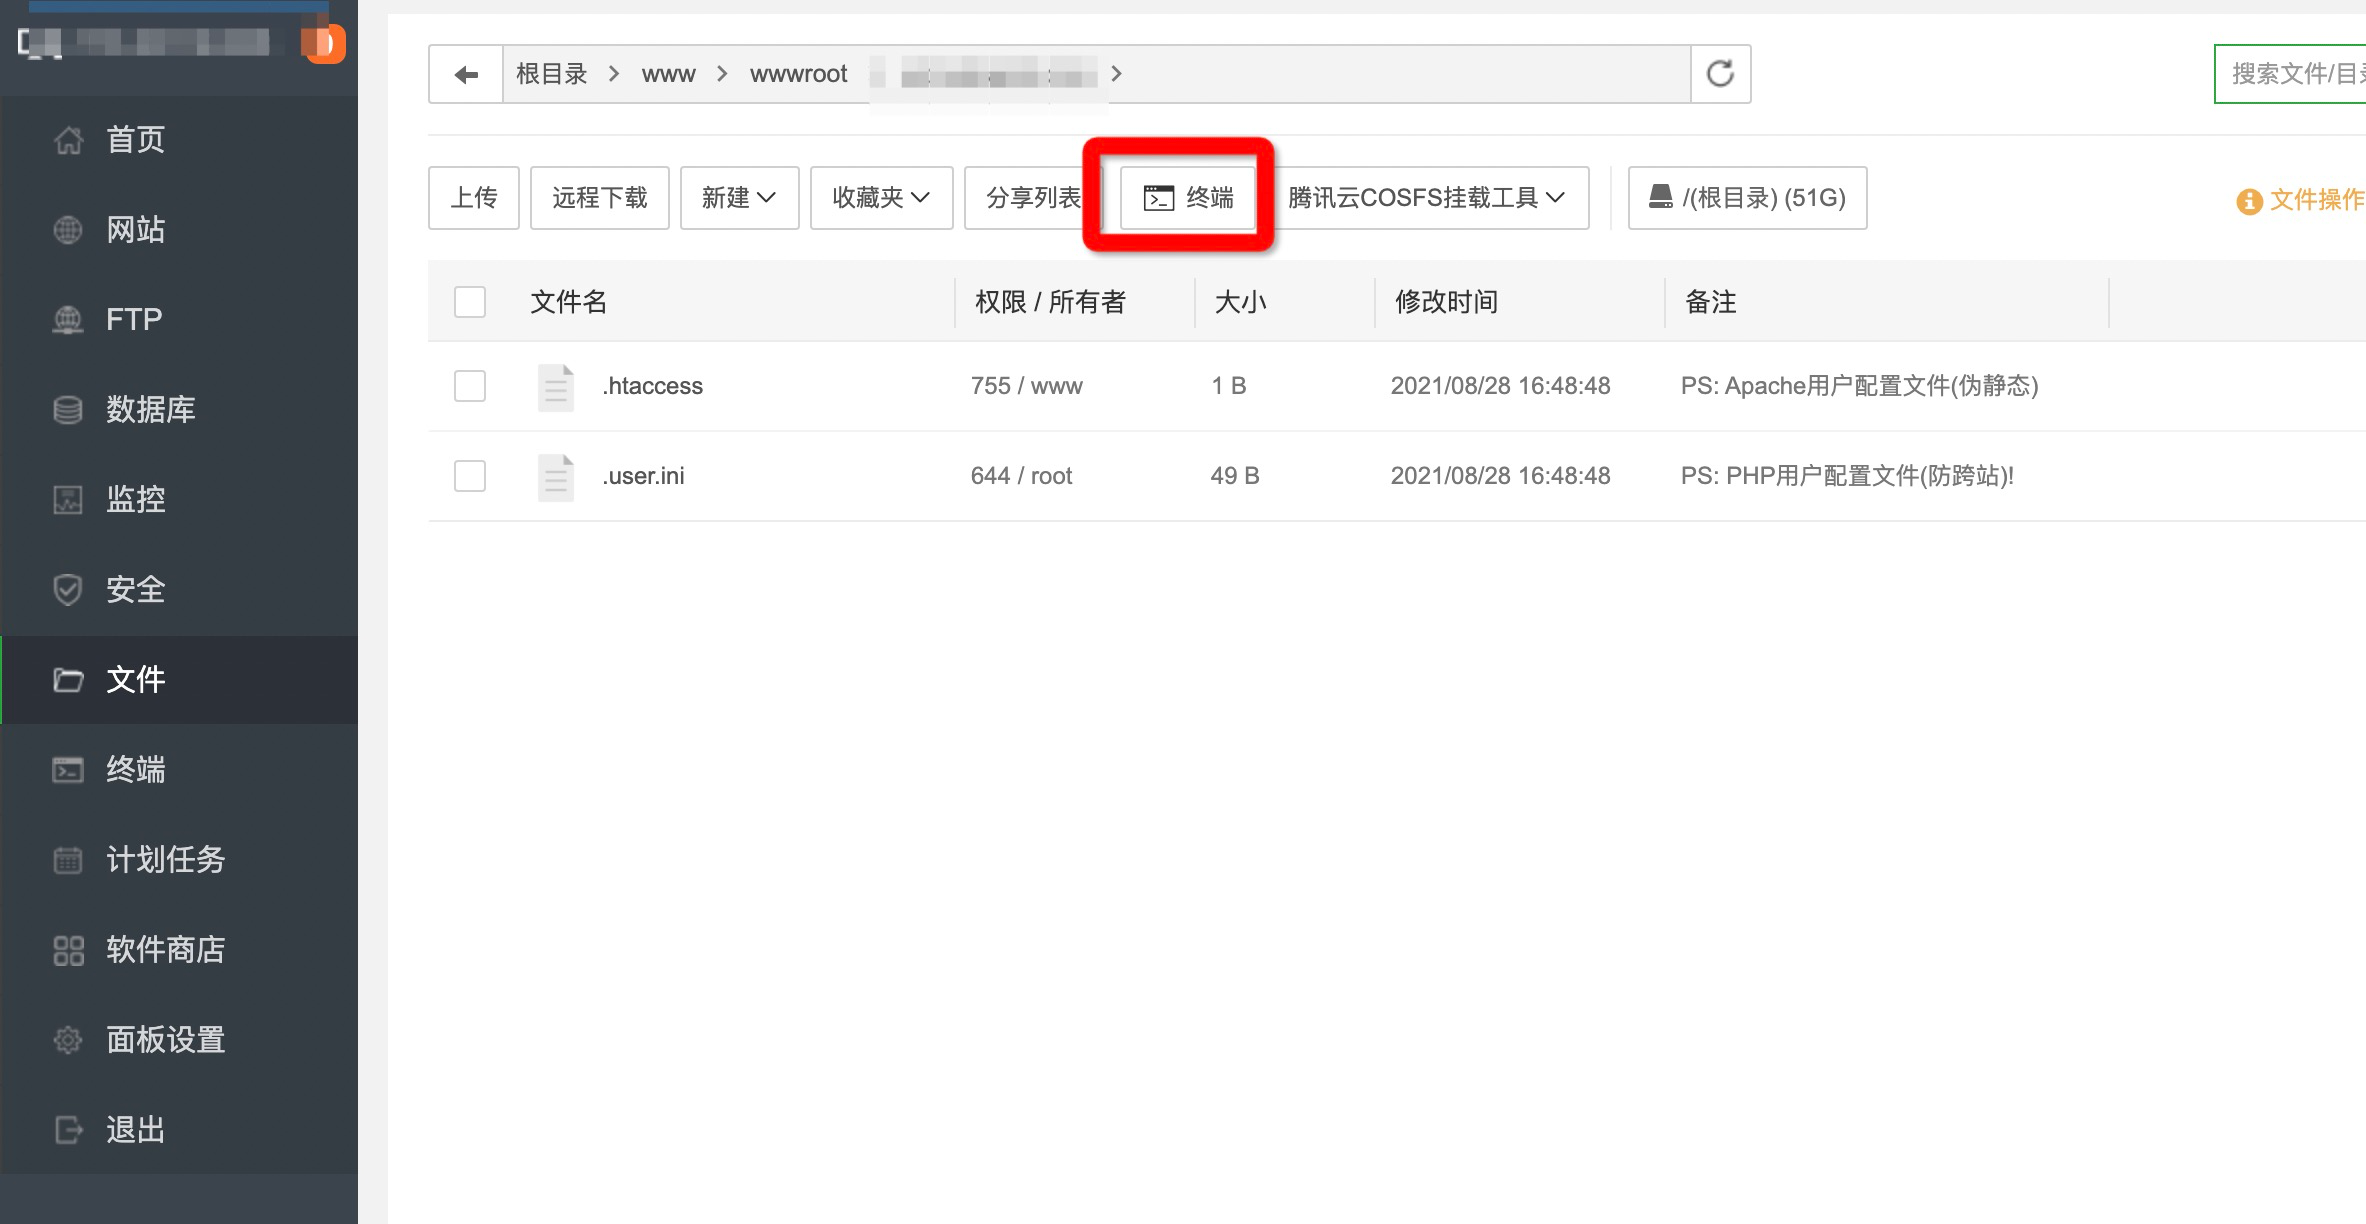 首页
网站
FTP
数据库
监控
安全
文件
终端
计划任务
软件商店
面板设置
退出
根目录 > www > wwwroot >
搜索文件/目
上传 远程下载 新建 收藏夹 分享列表 终端 腾讯云COSFS挂载工具 /(根目录) (51G) 文件操作
文件名 权限 / 所有者 大小 修改时间 备注
.htaccess 755 / www 1 B 2021/08/28 16:48:48 PS: Apache用户配置文件(伪静态)
.user.ini 644 / root 49 B 2021/08/28 16:48:48 PS: PHP用户配置文件(防跨站)!